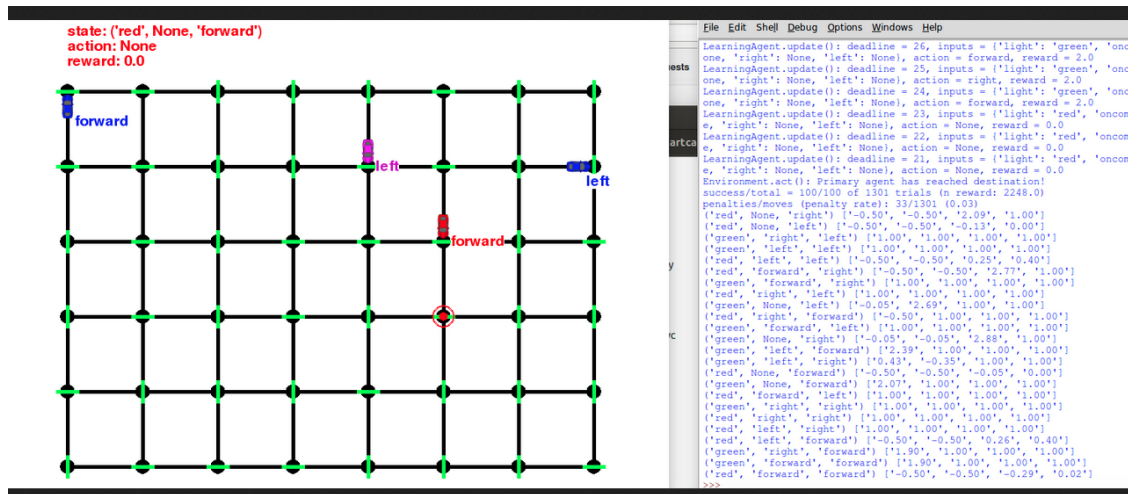 state: ('red', None, 'forward')
action: None
reward: 0.0
forward
left
left
forward
ests
artca
y
vc
File Edit Shell Debug Options Windows Help
LearningAgent.update(): deadline = 26, inputs = {'light': 'green', 'onc
one, 'right': None, 'left': None}, action = forward, reward = 2.0
LearningAgent.update(): deadline = 25, inputs = {'light': 'green', 'onc
one, 'right': None, 'left': None}, action = right, reward = 2.0
LearningAgent.update(): deadline = 24, inputs = {'light': 'green', 'onc
one, 'right': None, 'left': None}, action = forward, reward = 2.0
LearningAgent.update(): deadline = 23, inputs = {'light': 'red', 'oncom
e, 'right': None, 'left': None}, action = None, reward = 0.0
LearningAgent.update(): deadline = 22, inputs = {'light': 'red', 'oncom
e, 'right': None, 'left': None}, action = None, reward = 0.0
LearningAgent.update(): deadline = 21, inputs = {'light': 'red', 'oncom
e, 'right': None, 'left': None}, action = None, reward = 0.0
Environment.act(): Primary agent has reached destination!
success/total = 100/100 of 1301 trials (n reward: 2248.0)
penalties/moves (penalty rate): 33/1301 (0.03)
('red', None, 'right') ['-0.50', '-0.50', '2.09', '1.00']
('red', None, 'left') ['-0.50', '-0.50', '-0.13', '0.00']
('green', 'right', 'left') ['1.00', '1.00', '1.00', '1.00']
('green', 'left', 'left') ['1.00', '1.00', '1.00', '1.00']
('red', 'left', 'left') ['-0.50', '-0.50', '0.25', '0.40']
('red', 'forward', 'right') ['-0.50', '-0.50', '2.77', '1.00']
('green', 'forward', 'right') ['1.00', '1.00', '1.00', '1.00']
('red', 'right', 'left') ['1.00', '1.00', '1.00', '1.00']
('green', None, 'left') ['-0.05', '2.69', '1.00', '1.00']
('red', 'right', 'forward') ['-0.50', '1.00', '1.00', '1.00']
('green', 'forward', 'left') ['1.00', '1.00', '1.00', '1.00']
('green', None, 'right') ['-0.05', '-0.05', '2.88', '1.00']
('green', 'left', 'forward') ['2.39', '1.00', '1.00', '1.00']
('green', 'left', 'right') ['0.43', '-0.35', '1.00', '1.00']
('red', None, 'forward') ['-0.50', '-0.50', '-0.05', '0.00']
('green', None, 'forward') ['2.07', '1.00', '1.00', '1.00']
('red', 'forward', 'left') ['1.00', '1.00', '1.00', '1.00']
('green', 'right', 'right') ['1.00', '1.00', '1.00', '1.00']
('red', 'right', 'right') ['1.00', '1.00', '1.00', '1.00']
('red', 'left', 'right') ['1.00', '1.00', '1.00', '1.00']
('red', 'left', 'forward') ['-0.50', '-0.50', '0.26', '0.40']
('green', 'right', 'forward') ['1.90', '1.00', '1.00', '1.00']
('green', 'forward', 'forward') ['1.90', '1.00', '1.00', '1.00']
('red', 'forward', 'forward') ['-0.50', '-0.50', '-0.29', '0.02']
>>>